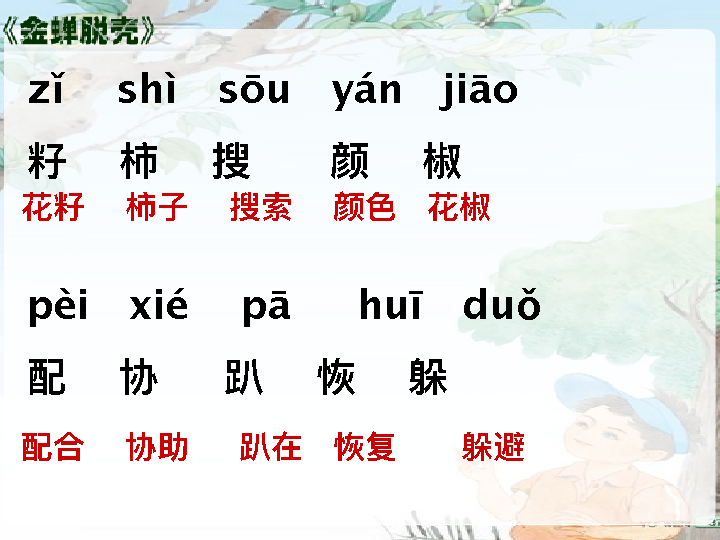 《金蝉脱壳》
zǐ shì sōu yán jiāo
籽 柿 搜 颜 椒
花籽 柿子 搜索 颜色 花椒
pèi xié pā huī duǒ
配 协 趴 恢 躲
配合 协助 趴在 恢复 躲避